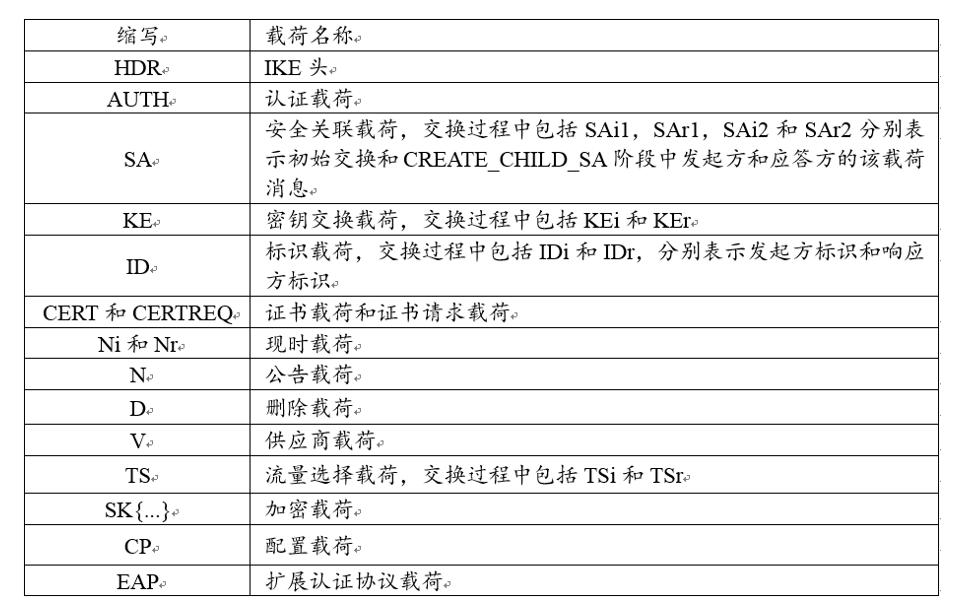 缩写 载荷名称
HDR IKE 头
AUTH 认证载荷
安全关联载荷，交换过程中包括 SAi1，SAr1，SAi2 和 SAr2 分别表
SA 示初始交换和 CREATE_CHILD_SA 阶段中发起方和应答方的该载荷
消息
KE 密钥交换载荷，交换过程中包括 KEi 和 KEr
ID 标识载荷，交换过程中包括 IDi 和 IDr，分别表示发起方标识和响应
方标识
CERT 和 CERTREQ 证书载荷和证书请求载荷
Ni 和 Nr 现时载荷
N 公告载荷
D 删除载荷
V 供应商载荷
TS 流量选择载荷，交换过程中包括 TSi 和 TSr
SK{...} 加密载荷
CP 配置载荷
EAP 扩展认证协议载荷